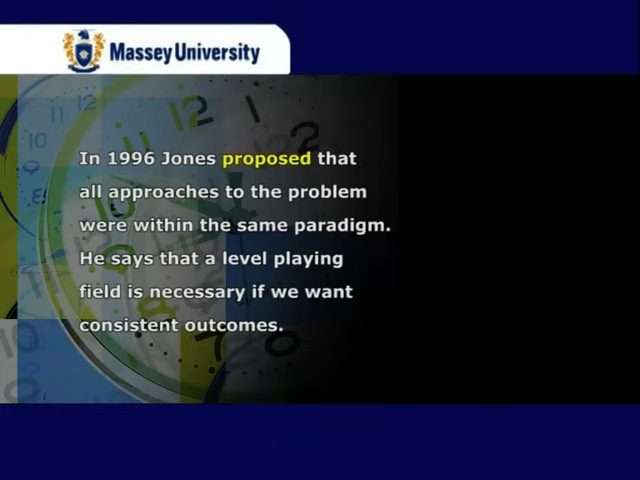 Massey University
In 1996 Jones proposed that
all approaches to the problem
were within the same paradigm.
He says that a level playing
field is necessary if we want
consistent outcomes.